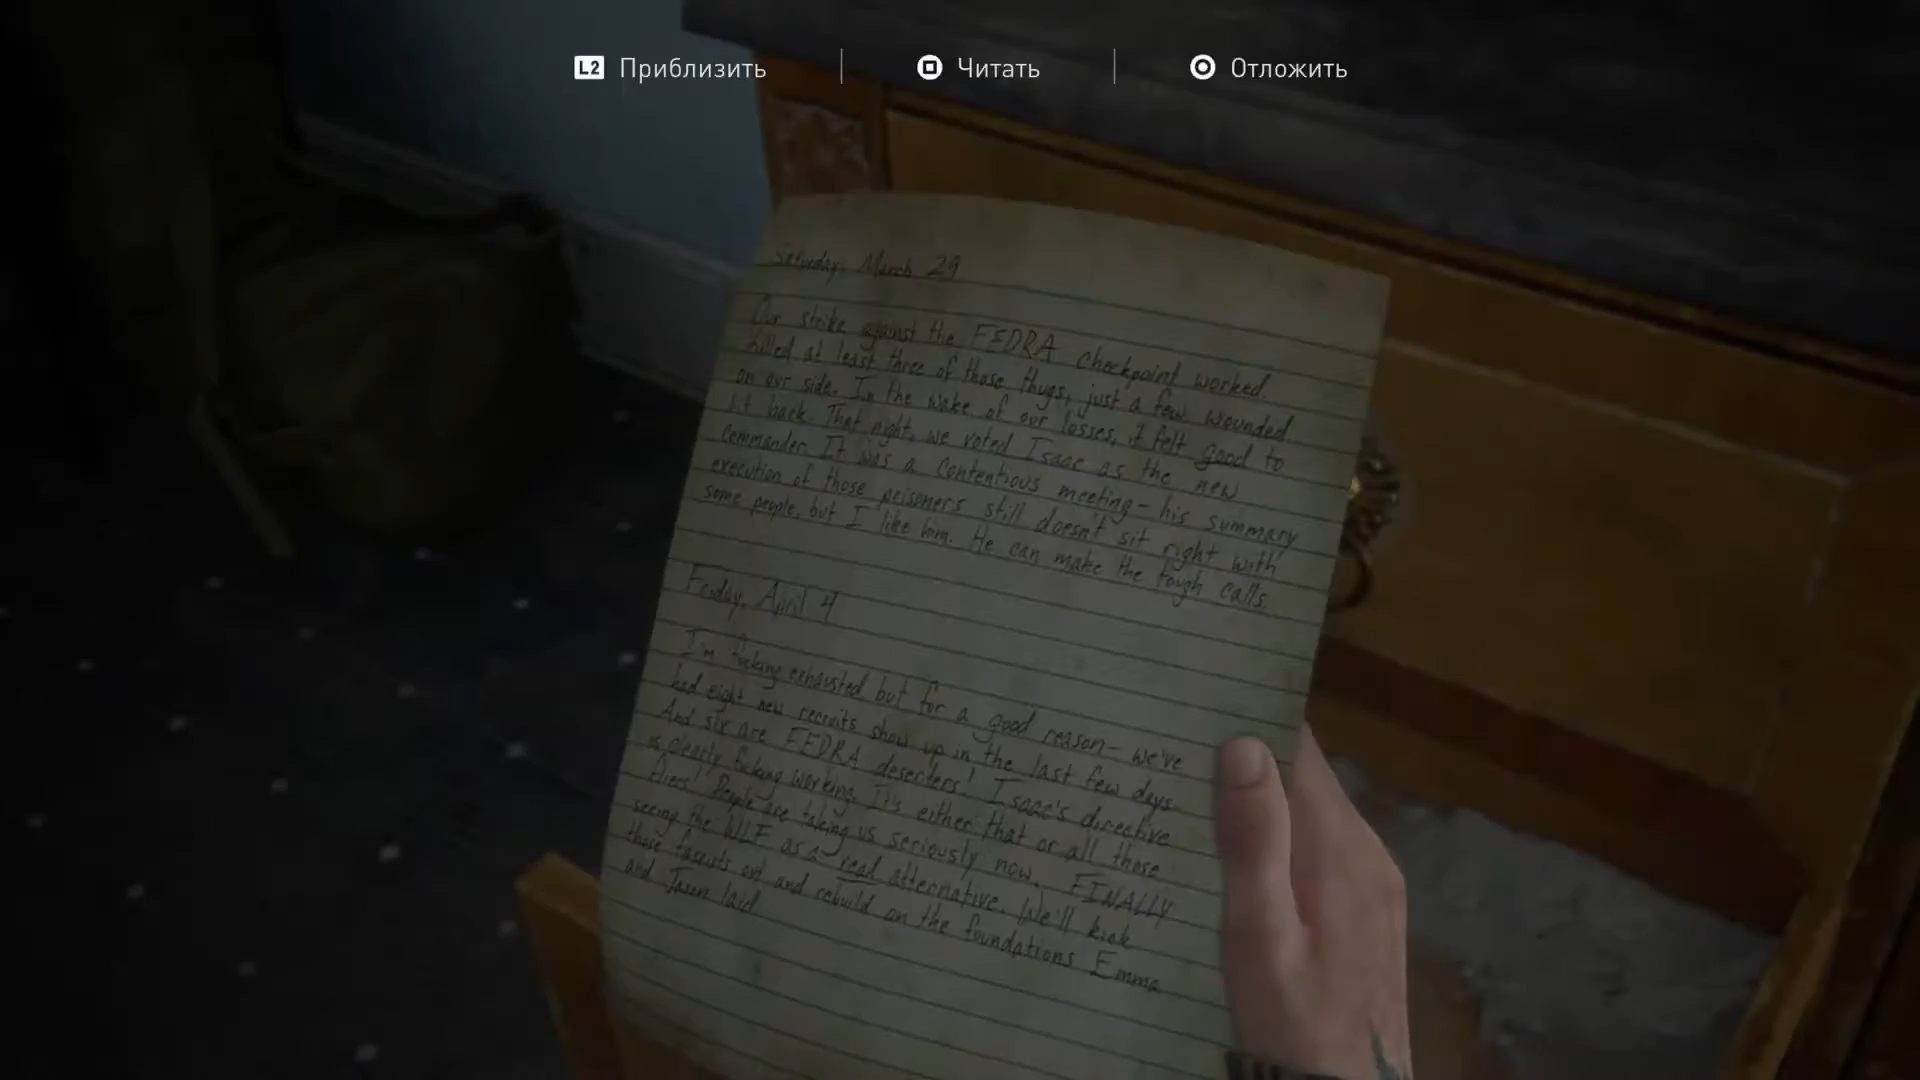 L2 Приблизить
Читать
Отложить
Saturday, March 29
Our strike against the FEDRA checkpoint worked.
Killed at least three of those thugs, just a few wounded
on our side. In the wake of our losses, it felt good to
hit back. That night, we voted Isaac as the new
commander. It was a contentious meeting - his summary
execution of those prisoners still doesn't sit right with
some people, but I like him. He can make the tough calls.
Friday, April 4
I'm fucking exhausted but for a good reason - we've
had eight new recruits show up in the last few days.
And six are FEDRA deserters! Isaac's directive
is clearly fucking working. It's either that or all those
fliers! People are taking us seriously now. FINALLY
seeing the WLF as a real alternative. We'll kick
those fascists out and rebuild on the foundations Emma
and Jason laid